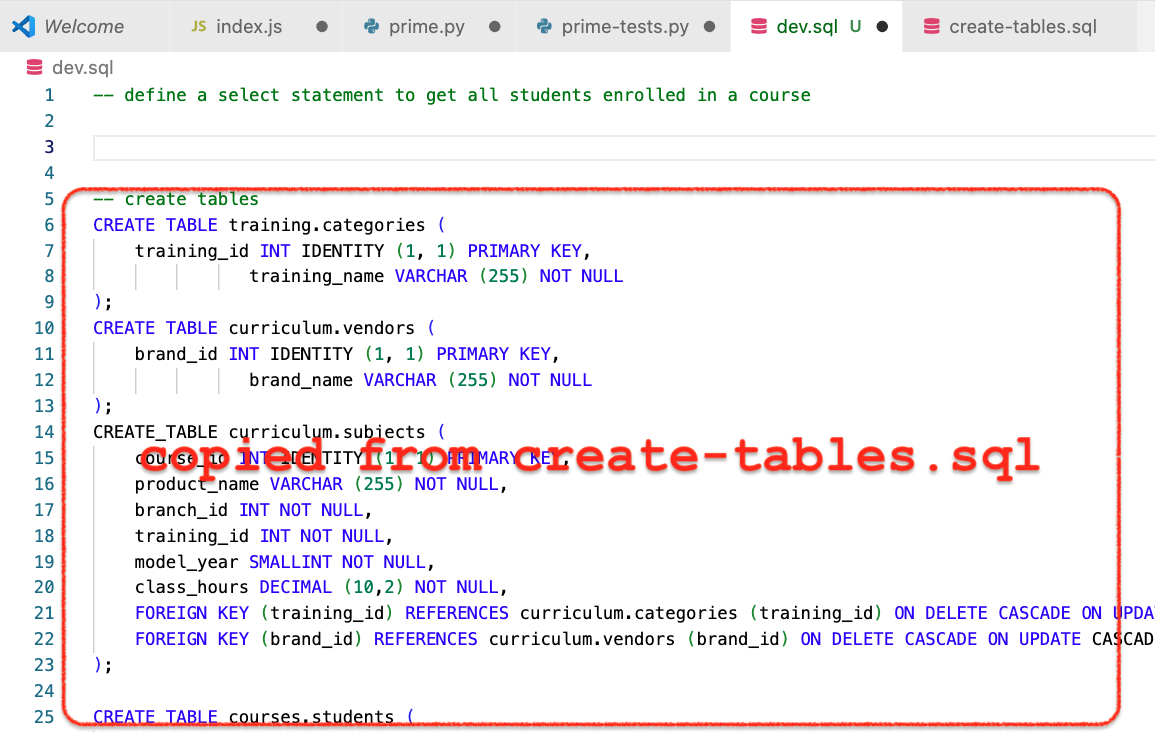 Welcome
JS index.js
prime.py
prime-tests.py
dev.sql U
create-tables.sql
dev.sql
1 -- define a select statement to get all students enrolled in a course
2
3
4
5 -- create tables
6 CREATE TABLE training.categories (
7 training_id INT IDENTITY (1, 1) PRIMARY KEY,
8 training_name VARCHAR (255) NOT NULL
9 );
10 CREATE TABLE curriculum.vendors (
11 brand_id INT IDENTITY (1, 1) PRIMARY KEY,
12 brand_name VARCHAR (255) NOT NULL
13 );
14 CREATE_TABLE curriculum.subjects (
copied from create-tables.sql
15 course_id INT IDENTITY (1, 1) PRIMARY KEY,
16 product_name VARCHAR (255) NOT NULL,
17 branch_id INT NOT NULL,
18 training_id INT NOT NULL,
19 model_year SMALLINT NOT NULL,
20 class_hours DECIMAL (10,2) NOT NULL,
21 FOREIGN KEY (training_id) REFERENCES curriculum.categories (training_id) ON DELETE CASCADE ON UPDA
22 FOREIGN KEY (brand_id) REFERENCES curriculum.vendors (brand_id) ON DELETE CASCADE ON UPDATE CASCAD
23 );
24
25 CREATE TABLE courses.students (